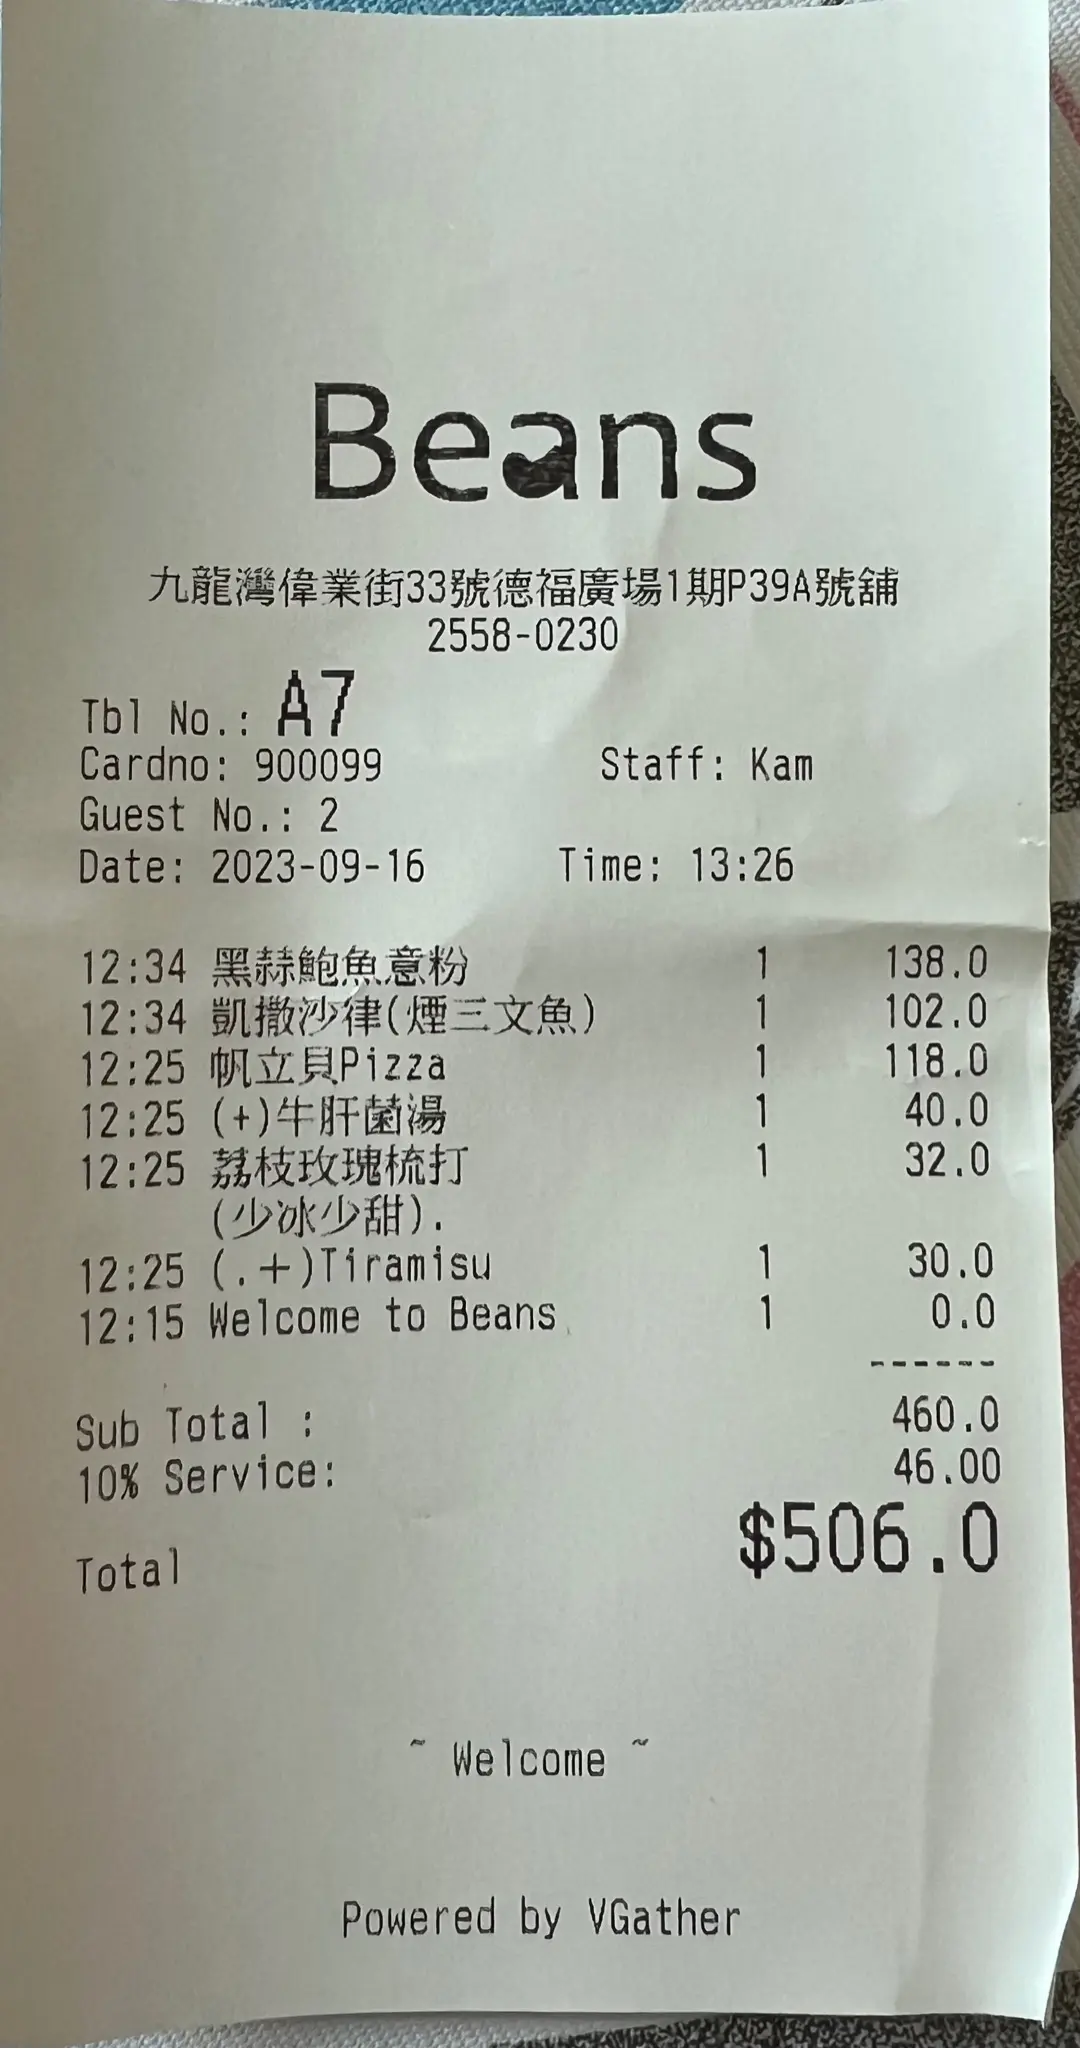 Beans
九龍灣偉業街33號德福廣場1期P39A號舖
2558-0230
Tbl No.: A7
Cardno: 900099 Staff: Kam
Guest No.: 2
Date: 2023-09-16 Time: 13:26
12:34 黑蒜鮑魚意粉 1 138.0
12:34 凱撒沙律(煙三文魚) 1 102.0
12:25 帆立貝Pizza 1 118.0
12:25 (+)牛肝菌湯 1 40.0
12:25 荔枝玫瑰梳打 1 32.0
(少冰少甜).
12:25 (.+)Tiramisu 1 30.0
12:15 Welcome to Beans 1 0.0
------
Sub Total : 460.0
10% Service: 46.00
Total $506.0
~ Welcome ~
Powered by VGather